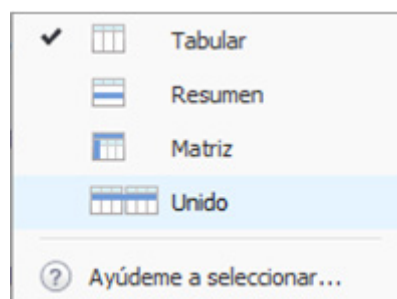 Tabular
Resumen
Matriz
Unido
? Ayúdeme a seleccionar...